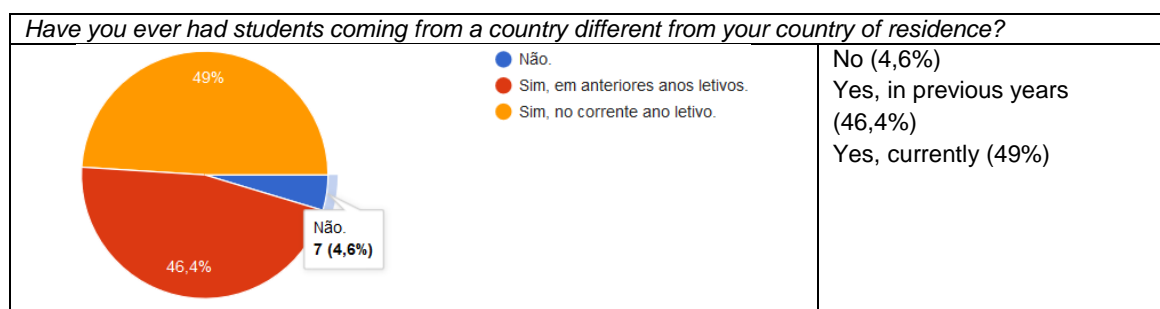 Have you ever had students coming from a country different from your country of residence?
49%
46,4%
Não.
7 (4,6%)
Não.
Sim, em anteriores anos letivos.
Sim, no corrente ano letivo.
No (4,6%)
Yes, in previous years
(46,4%)
Yes, currently (49%)